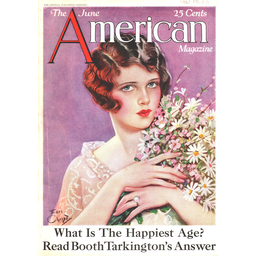 The June 25 Cents
American
Magazine
What Is The Happiest Age?
Read Booth Tarkington's Answer